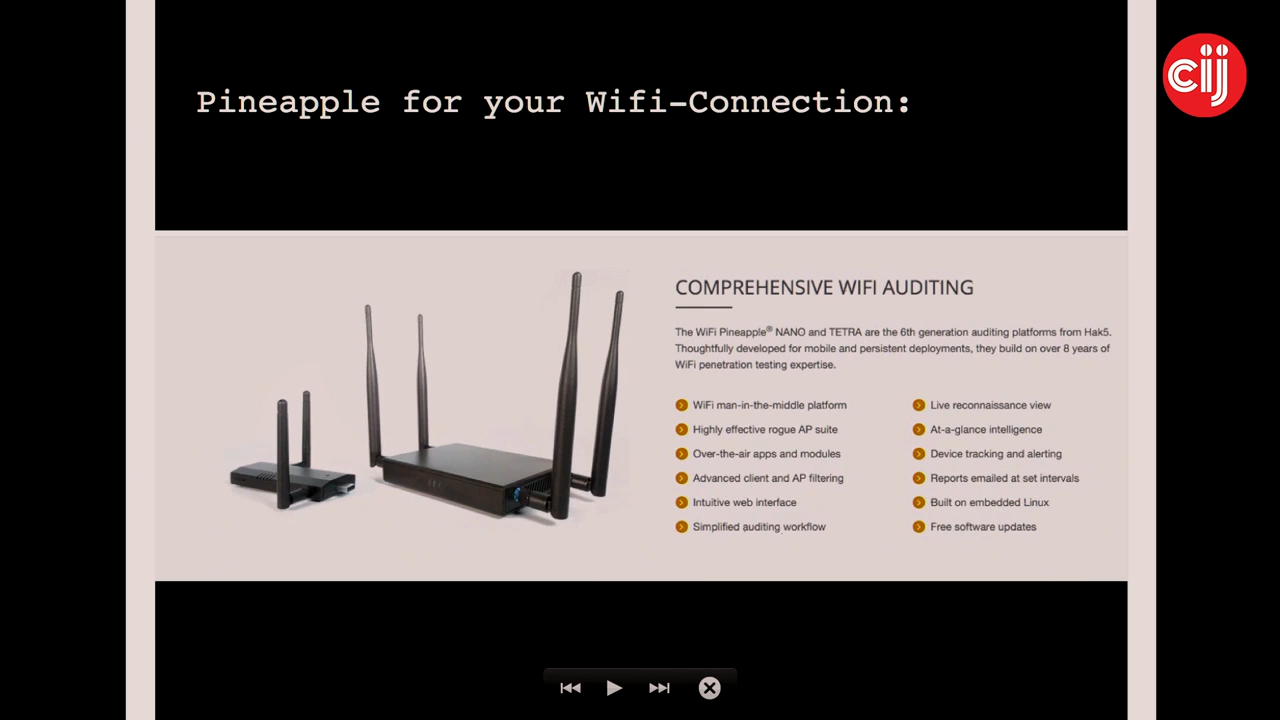 Pineapple for your Wifi-Connection:
cij
COMPREHENSIVE WIFI AUDITING
The WiFi Pineapple® NANO and TETRA are the 6th generation auditing platforms from Hak5.
Thoughtfully developed for mobile and persistent deployments, they build on over 8 years of
WiFi penetration testing expertise.
WiFi man-in-the-middle platform
Highly effective rogue AP suite
Over-the-air apps and modules
Advanced client and AP filtering
Intuitive web interface
Simplified auditing workflow
Live reconnaissance view
At-a-glance intelligence
Device tracking and alerting
Reports emailed at set intervals
Built on embedded Linux
Free software updates